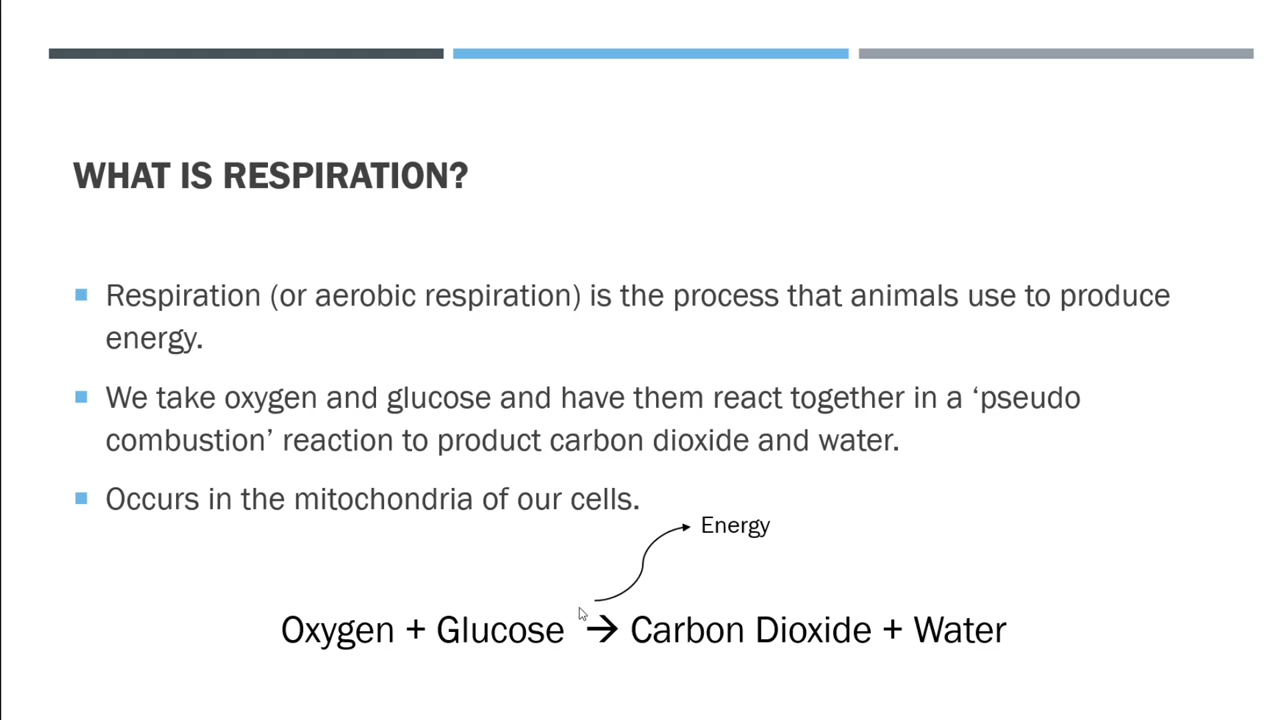 WHAT IS RESPIRATION?
Respiration (or aerobic respiration) is the process that animals use to produce
energy.
We take oxygen and glucose and have them react together in a ‘pseudo
combustion’ reaction to product carbon dioxide and water.
Occurs in the mitochondria of our cells.
Energy
Oxygen + Glucose → Carbon Dioxide + Water